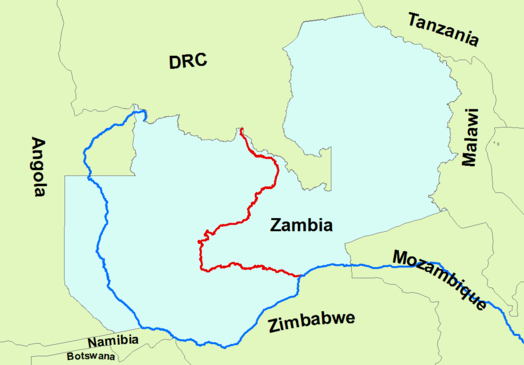 Tanzania
DRC
Malawi
Angola
Zambia
Mozambique
Zimbabwe
Namibia
Botswana